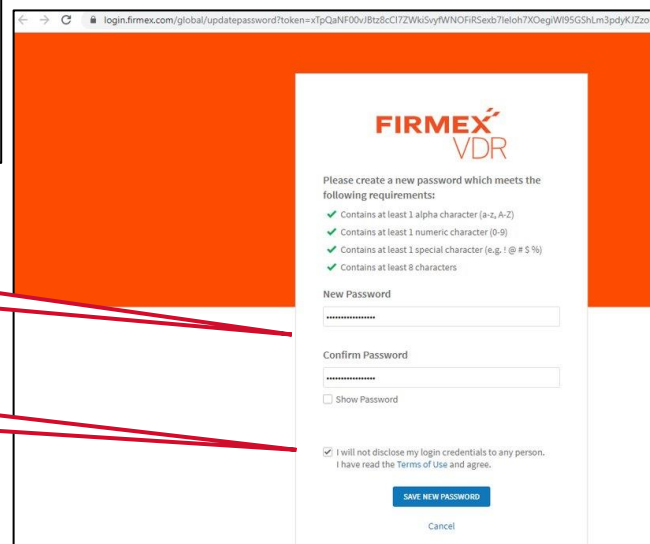 login.firmex.com/global/updatepassword?token=xTpQaNF00vJBtz8cCl7ZWkiSvyfWNOFiRSexb7Ieloh7XOegiWl95GShLm3pdyKJZzo
FIRMEX
VDR
Please create a new password which meets the
following requirements:
Contains at least 1 alpha character (a-z, A-Z)
Contains at least 1 numeric character (0-9)
Contains at least 1 special character (e.g. ! @ # $ %)
Contains at least 8 characters
New Password
Confirm Password
Show Password
I will not disclose my login credentials to any person.
I have read the Terms of Use and agree.
SAVE NEW PASSWORD
Cancel